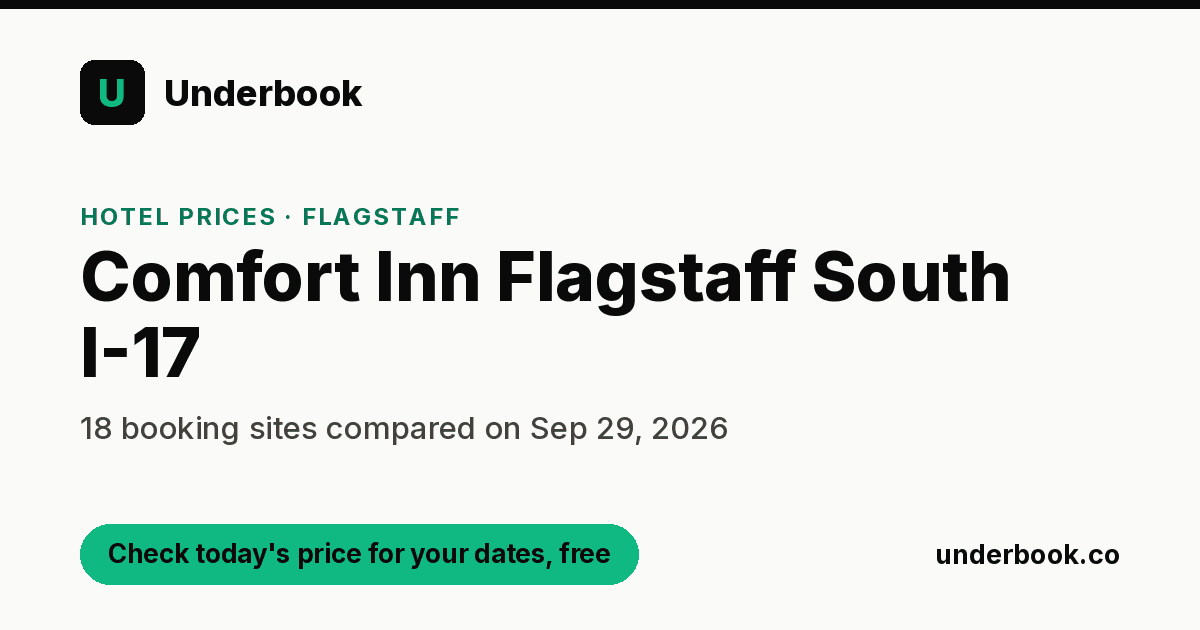 U Underbook
HOTEL PRICES · FLAGSTAFF
Comfort Inn Flagstaff South
I-17
18 booking sites compared on Sep 29, 2026
Check today's price for your dates, free
underbook.co